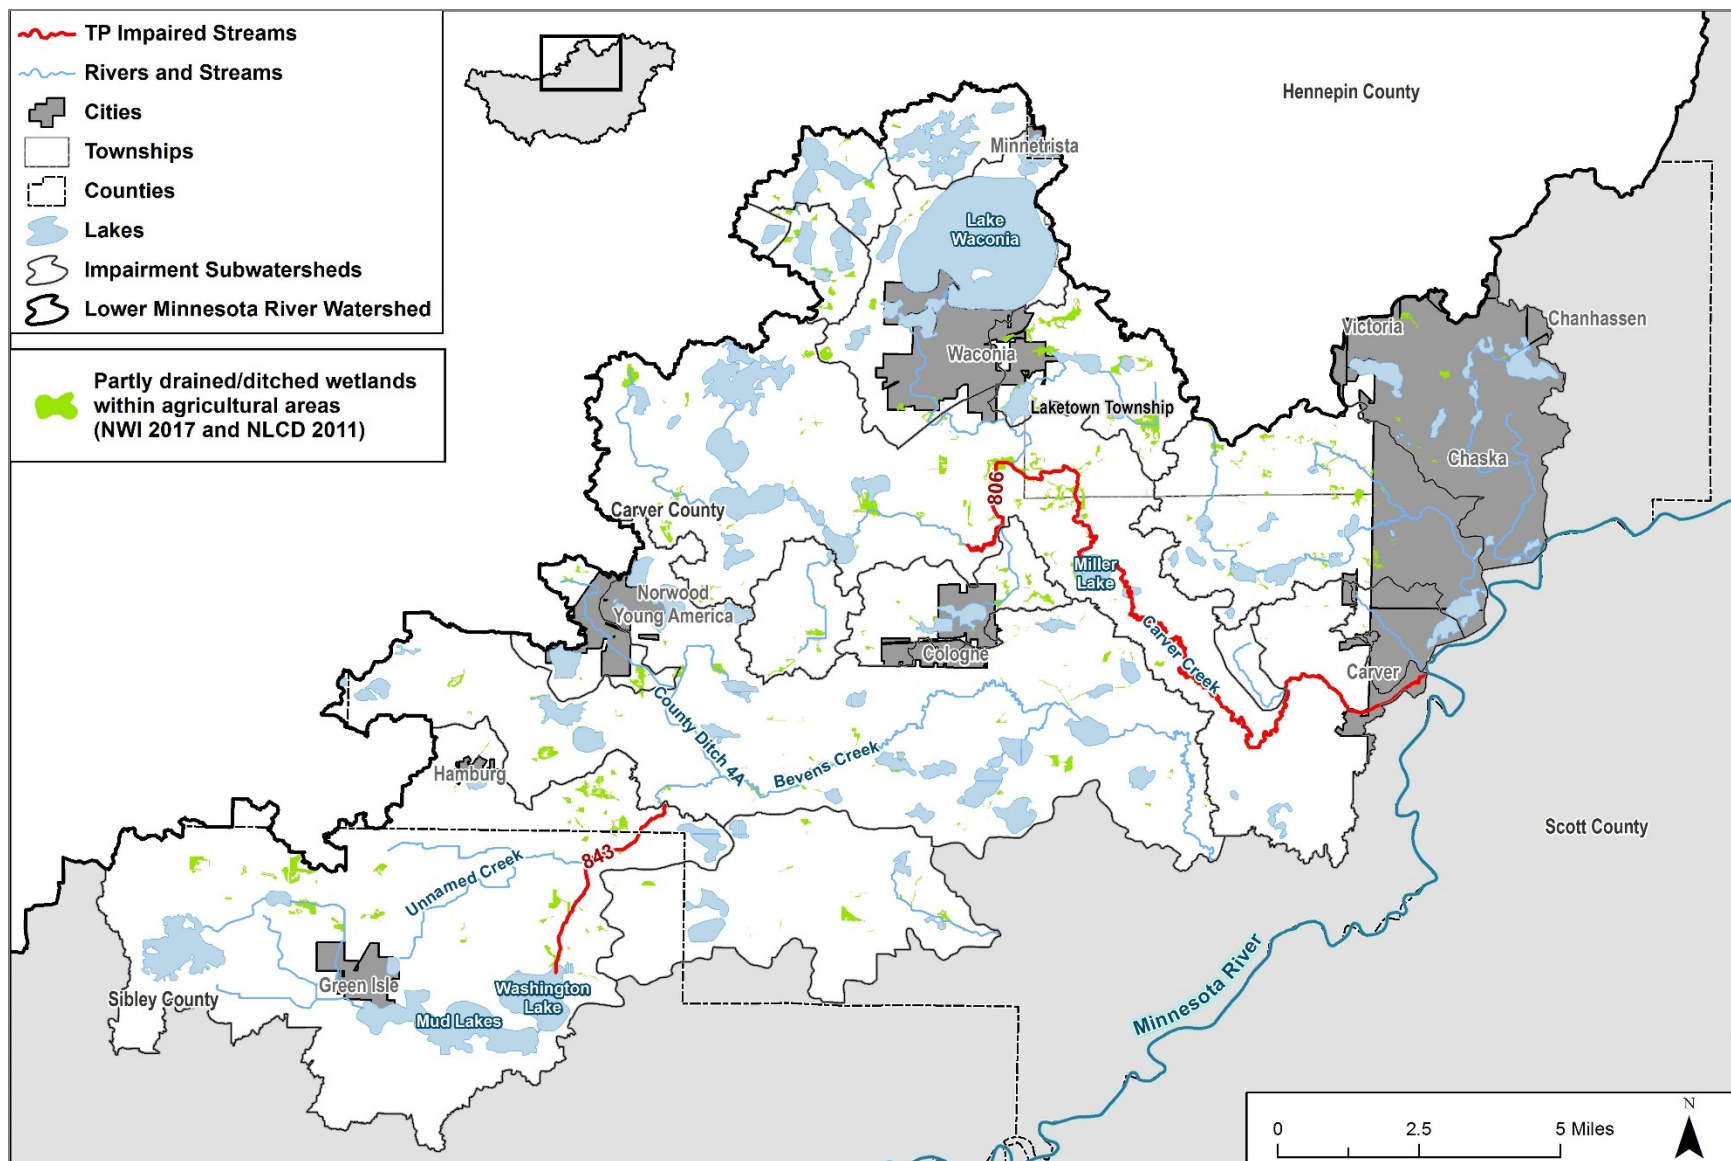 TP Impaired Streams
Rivers and Streams
Cities
Townships
Counties
Lakes
Impairment Subwatersheds
Lower Minnesota River Watershed
Partly drained/ditched wetlands
within agricultural areas
(NWI 2017 and NLCD 2011)
Hennepin County
Minnetrista
Lake
Waconia
Victoria
Chanhassen
Waconia
Laketown Township
Chaska
806
Carver County
Miller
Lake
Norwood
Young America
Cologne
Carver Creek
Carver
County Ditch 4A
Bevens Creek
Hamburg
Scott County
843
Unnamed Creek
Green Isle
Washington
Lake
Sibley County
Mud Lakes
Minnesota River
N
0 2.5 5 Miles